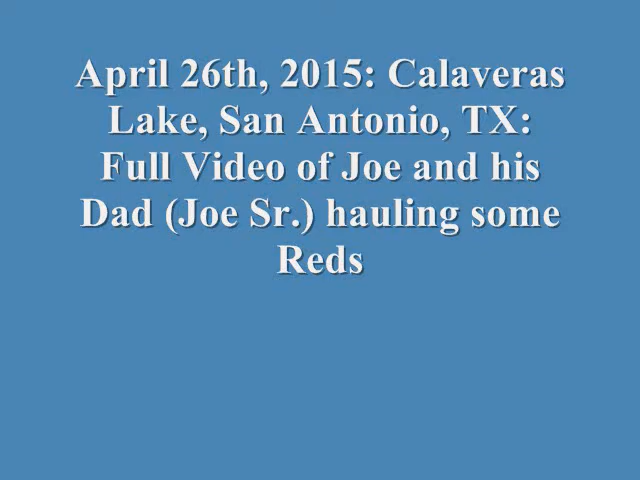 April 26th, 2015: Calaveras
Lake, San Antonio, TX:
Full Video of Joe and his
Dad (Joe Sr.) hauling some
Reds